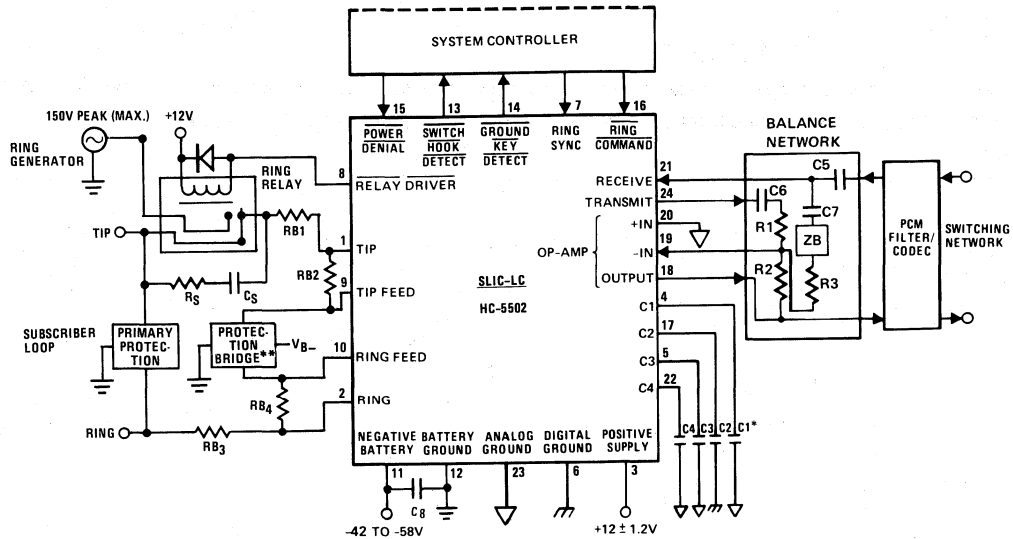 SYSTEM CONTROLLER
15
13
14
7
16
POWER
DENIAL
SWITCH
HOOK
DETECT
GROUND
KEY
DETECT
RING
SYNC
RING
COMMAND
150V PEAK (MAX.)
+12V
RING
GENERATOR
RING
RELAY
8
RELAY DRIVER
TIP
RB1
1
TIP
RB2
9
TIP FEED
RS
CS
SUBSCRIBER
LOOP
PRIMARY
PROTEC-
TION
PROTEC-
TION
BRIDGE**
VB-
10
RING FEED
RB4
2
RING
RING
RB3
SLIC-LC
HC-5502
BALANCE
NETWORK
RECEIVE
21
C5
TRANSMIT
24
C6
C7
+IN
20
R1
ZB
OP-AMP
-IN
19
R2
R3
OUTPUT
18
PCM
FILTER/
CODEC
SWITCHING
NETWORK
C1
4
C2
17
C3
5
C4
22
C4
C3
C2
C1*
NEGATIVE
BATTERY
BATTERY
GROUND
ANALOG
GROUND
DIGITAL
GROUND
POSITIVE
SUPPLY
11
12
23
6
3
C8
-42 TO -58V
+12 ± 1.2V